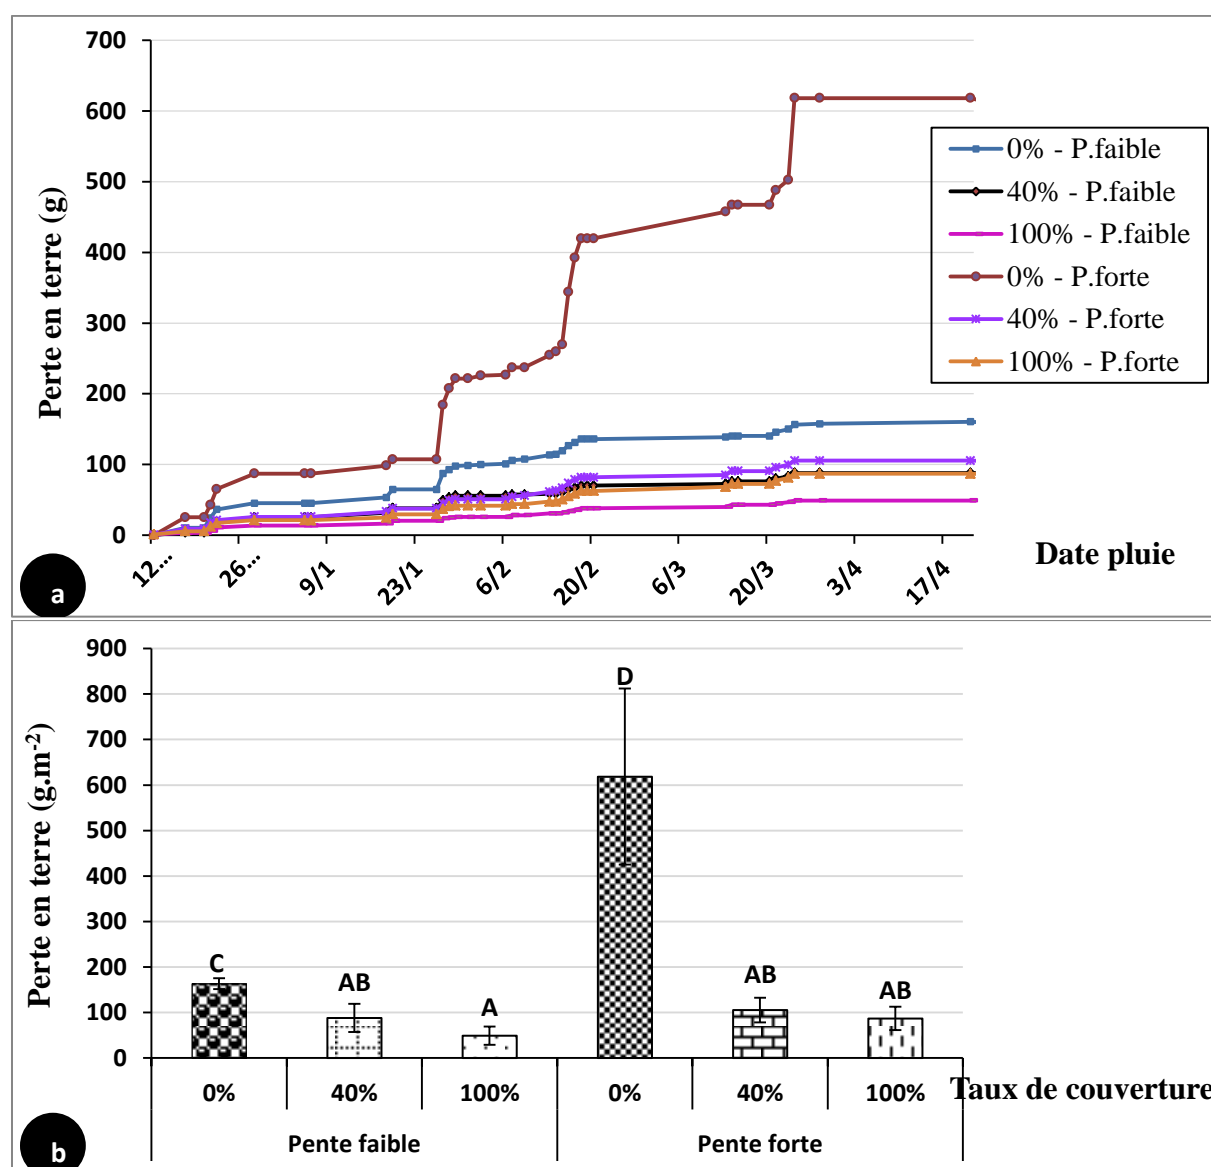 700
600
500
400
300
200
100
0
Perte en terre (g)
12...
26...
9/1
23/1
6/2
20/2
6/3
20/3
3/4
17/4
Date pluie
0% - P.faible
40% - P.faible
100% - P.faible
0% - P.forte
40% - P.forte
100% - P.forte
a
900
800
700
600
500
400
300
200
100
0
Perte en terre (g.m⁻²)
C
AB
A
D
AB
AB
0%
40%
100%
0%
40%
100%
Taux de couverture
Pente faible
Pente forte
b